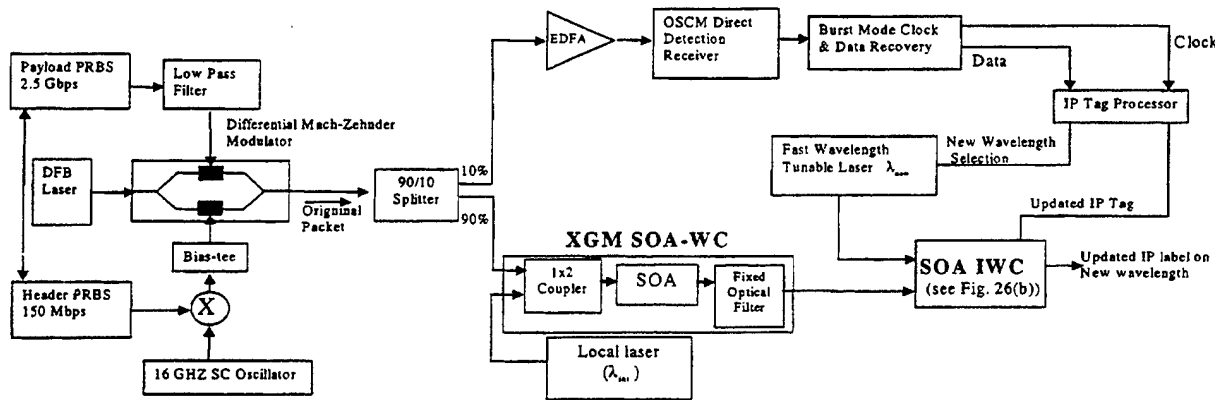 Payload PRBS
2.5 Gbps
Low Pass
Filter
Differential Mach-Zehnder
Modulator
DFB
Laser
Origninal
Packet
90/10
Splitter
10%
90%
Bias-tee
Header PRBS
150 Mbps
X
16 GHZ SC Oscillator
EDFA
OSCM Direct
Detection
Receiver
Burst Mode Clock
& Data Recovery
Clock
Data
IP Tag Processor
Fast Wavelength
Tunable Laser λnew
New Wavelength
Selection
Updated IP Tag
XGM SOA-WC
1x2
Coupler
SOA
Fixed
Optical
Filter
SOA IWC
(see Fig. 26(b))
Updated IP label on
New wavelength
Local laser
(λint)